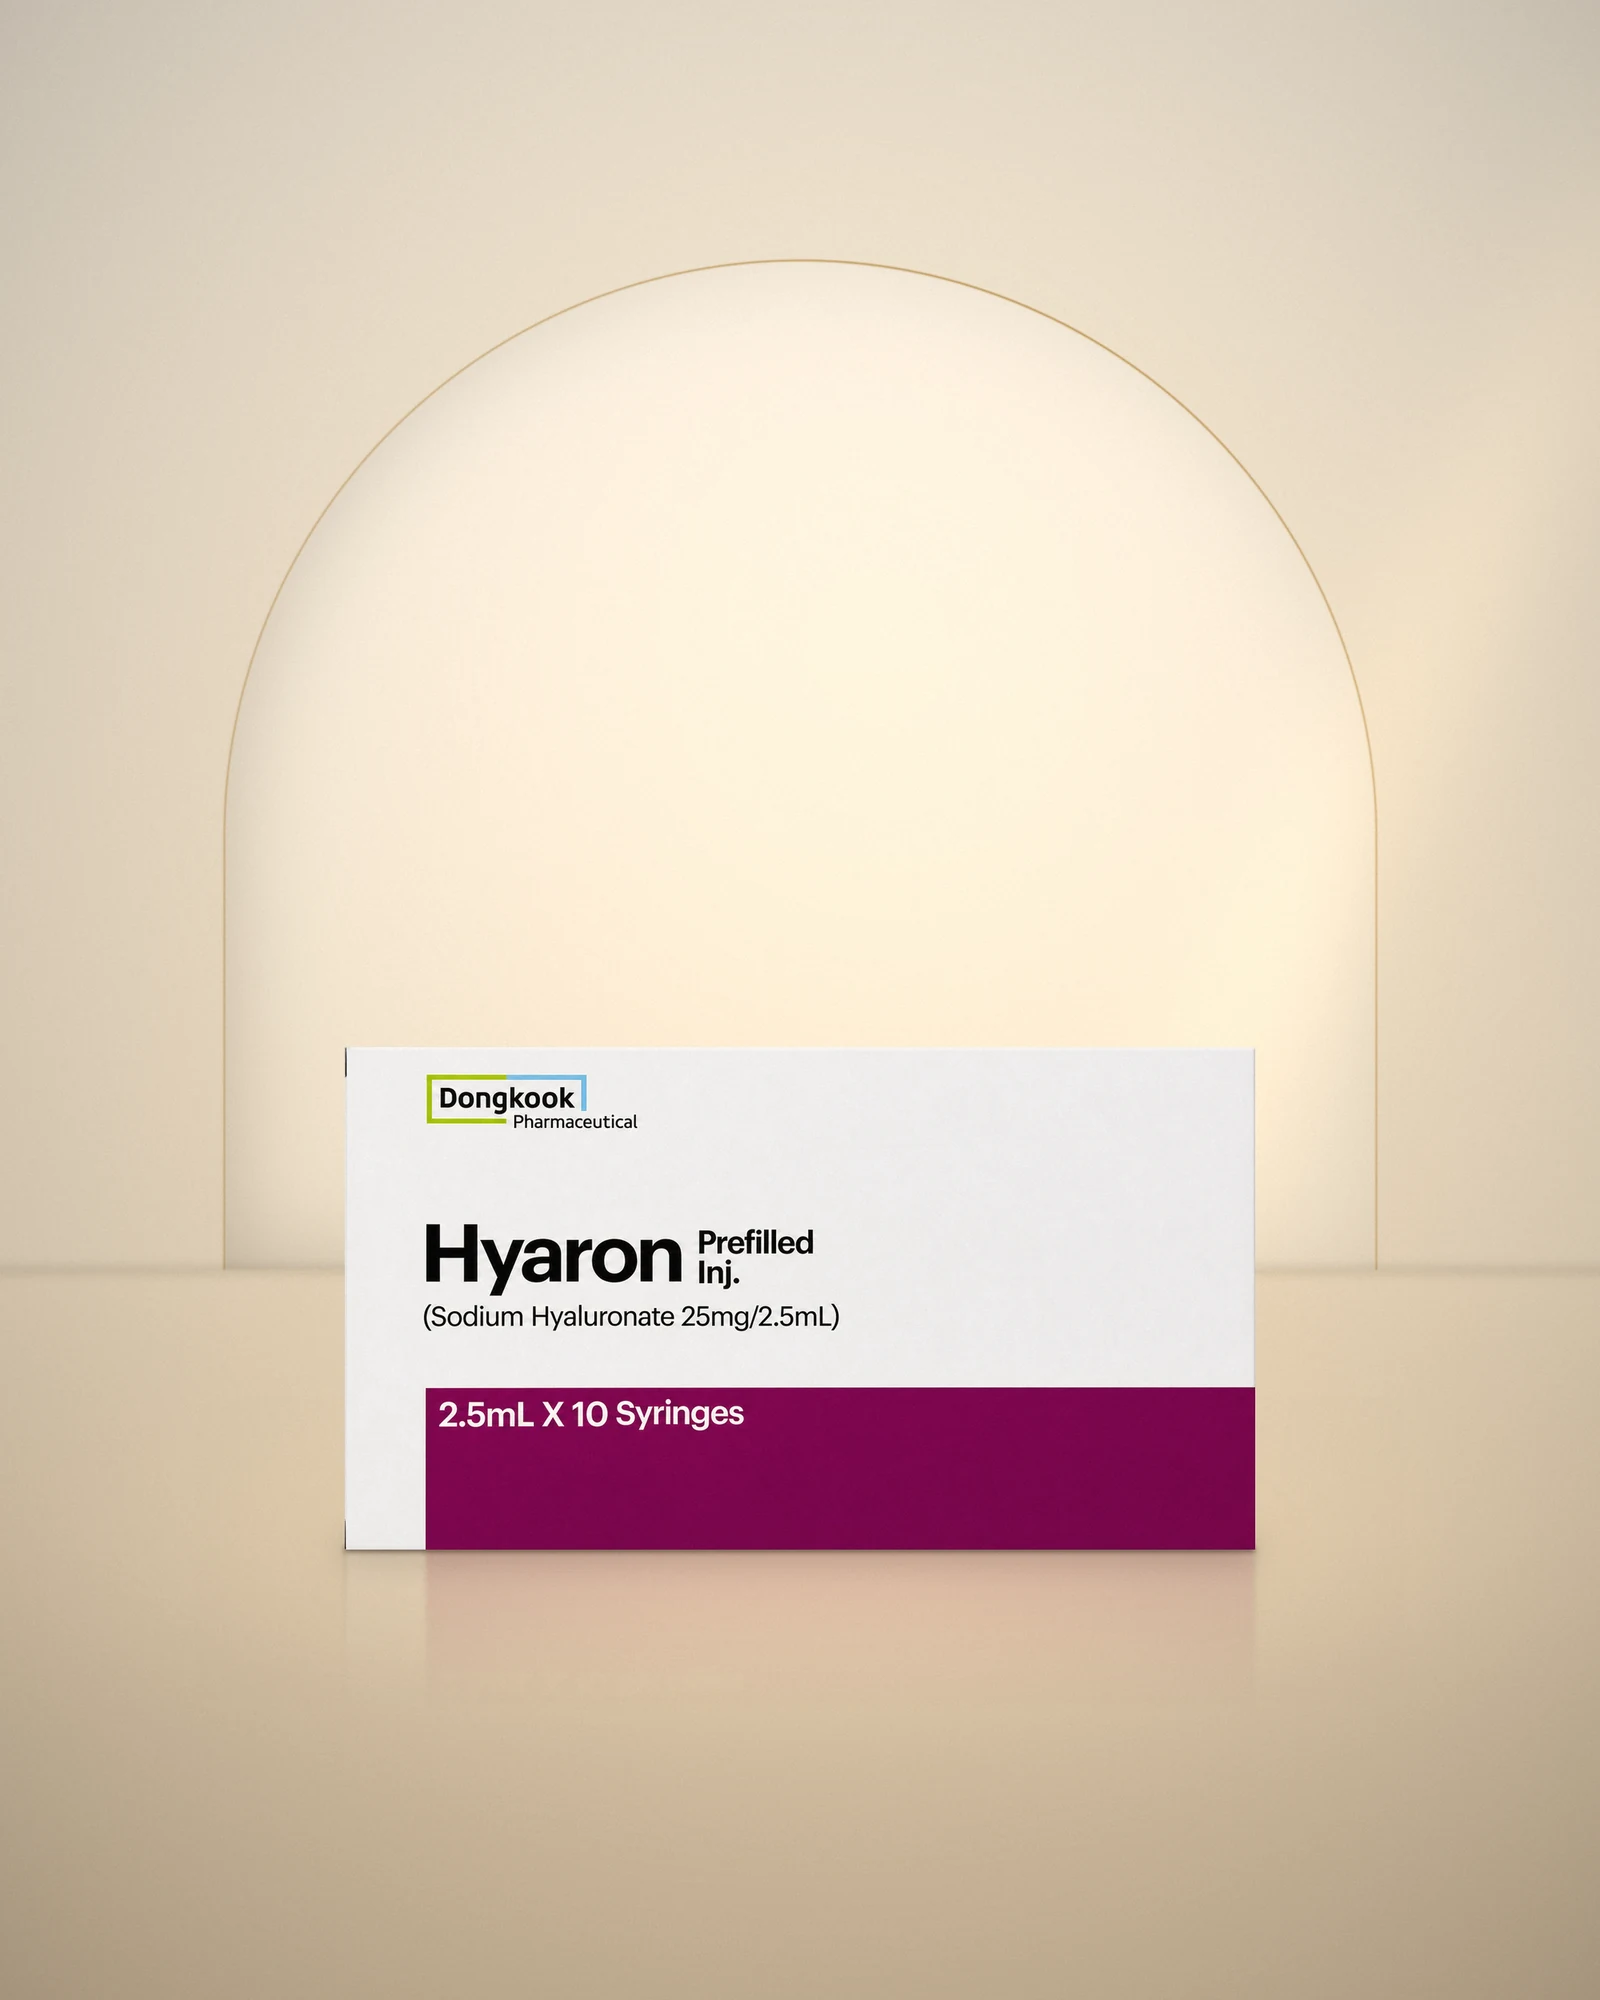 Dongkook
Pharmaceutical
Hyaron Prefilled
Inj.
(Sodium Hyaluronate 25mg/2.5mL)
2.5mL X 10 Syringes